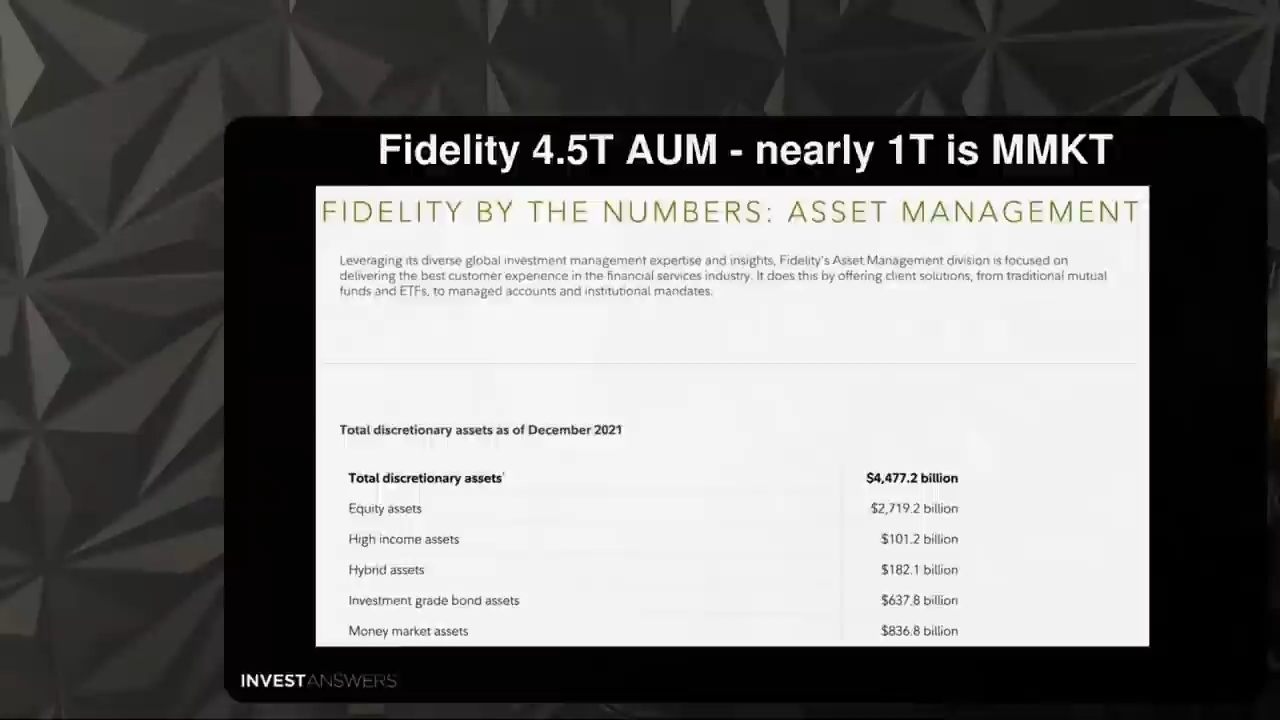 Fidelity 4.5T AUM - nearly 1T is MMKT
FIDELITY BY THE NUMBERS: ASSET MANAGEMENT
Leveraging its diverse global investment management expertise and insights, Fidelity's Asset Management division is focused on
delivering the best customer experience in the financial services industry. It does this by offering client solutions, from traditional mutual
funds and ETFs, to managed accounts and institutional mandates.
Total discretionary assets as of December 2021
Total discretionary assets¹ $4,477.2 billion
Equity assets $2,719.2 billion
High income assets $101.2 billion
Hybrid assets $182.1 billion
Investment grade bond assets $637.8 billion
Money market assets $836.8 billion
INVESTANSWERS